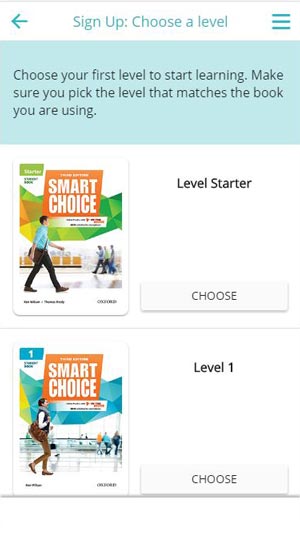 Sign Up: Choose a level
Choose your first level to start learning. Make
sure you pick the level that matches the book
you are using.
Starter
STUDENT BOOK
THIRD EDITION
SMART
CHOICE
Ken Wilson • Thomas Healy
OXFORD
Level Starter
CHOOSE
1
STUDENT BOOK
THIRD EDITION
SMART
CHOICE
Ken Wilson
OXFORD
Level 1
CHOOSE